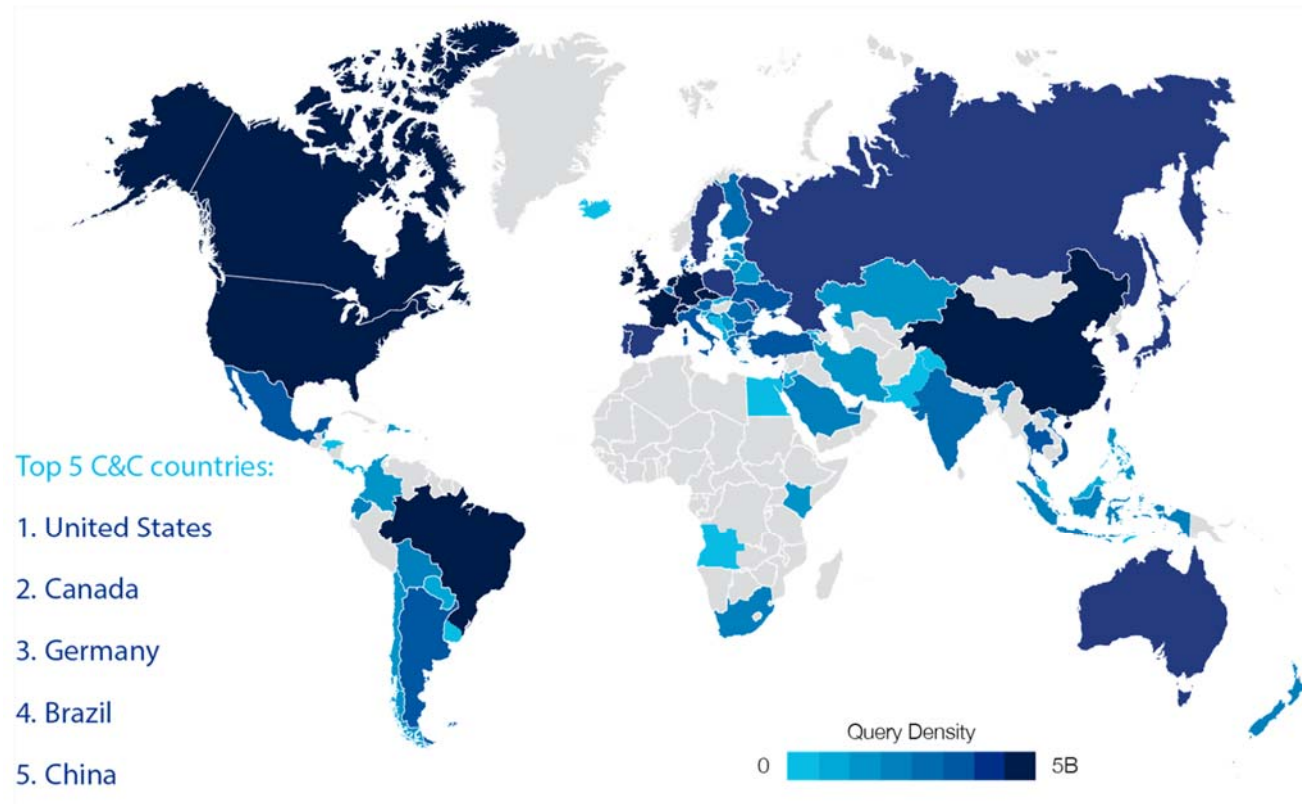 Top 5 C&C countries:
1. United States
2. Canada
3. Germany
4. Brazil
5. China
Query Density
0 5B